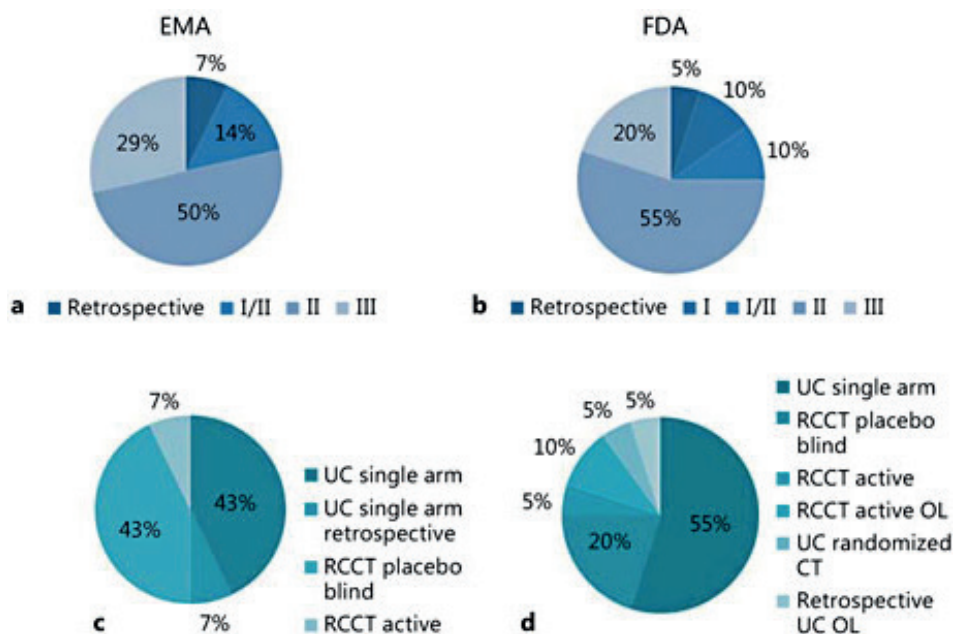 EMA
7%
14%
29%
50%
a Retrospective I/II II III
FDA
5%
10%
10%
20%
55%
b Retrospective I I/II II III
7%
43%
43%
7%
c
UC single arm
UC single arm
retrospective
RCCT placebo
blind
RCCT active
5%
5%
10%
5%
20%
55%
d
UC single arm
RCCT placebo
blind
RCCT active
RCCT active OL
UC randomized
CT
Retrospective
UC OL